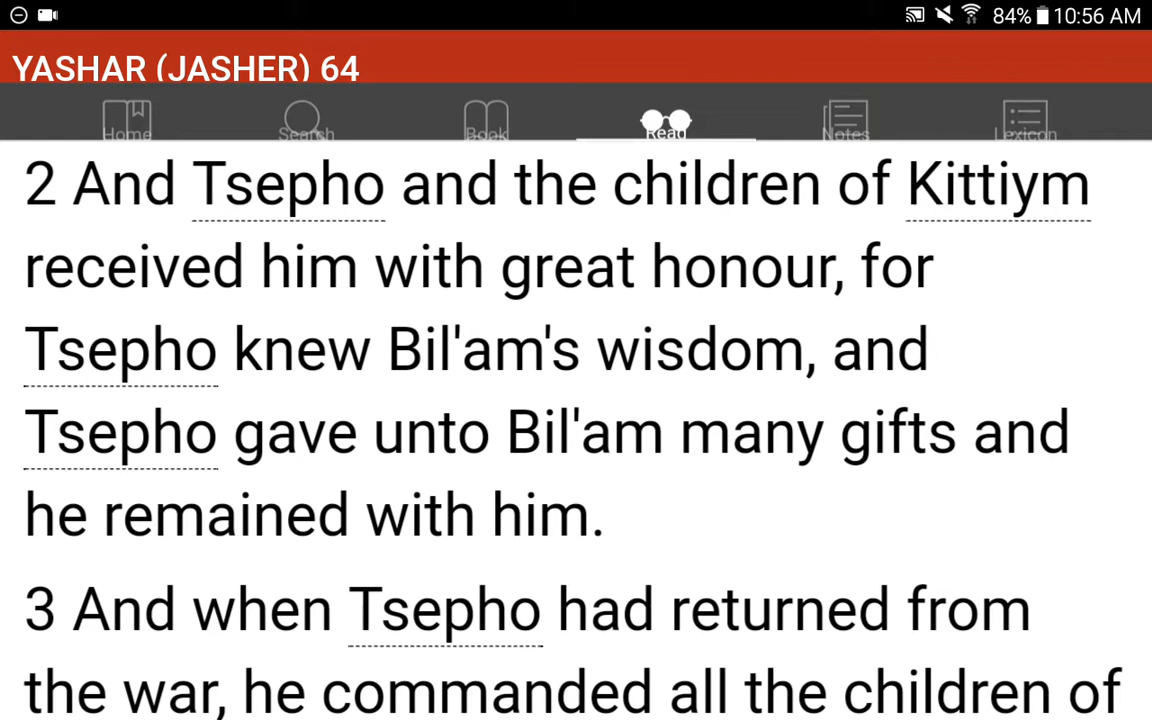 84% 10:56 AM
YASHAR (JASHER) 64
Home Search Book Read Notes Lexicon
2 And Tsepho and the children of Kittiym
received him with great honour, for
Tsepho knew Bil'am's wisdom, and
Tsepho gave unto Bil'am many gifts and
he remained with him.
3 And when Tsepho had returned from
the war, he commanded all the children of